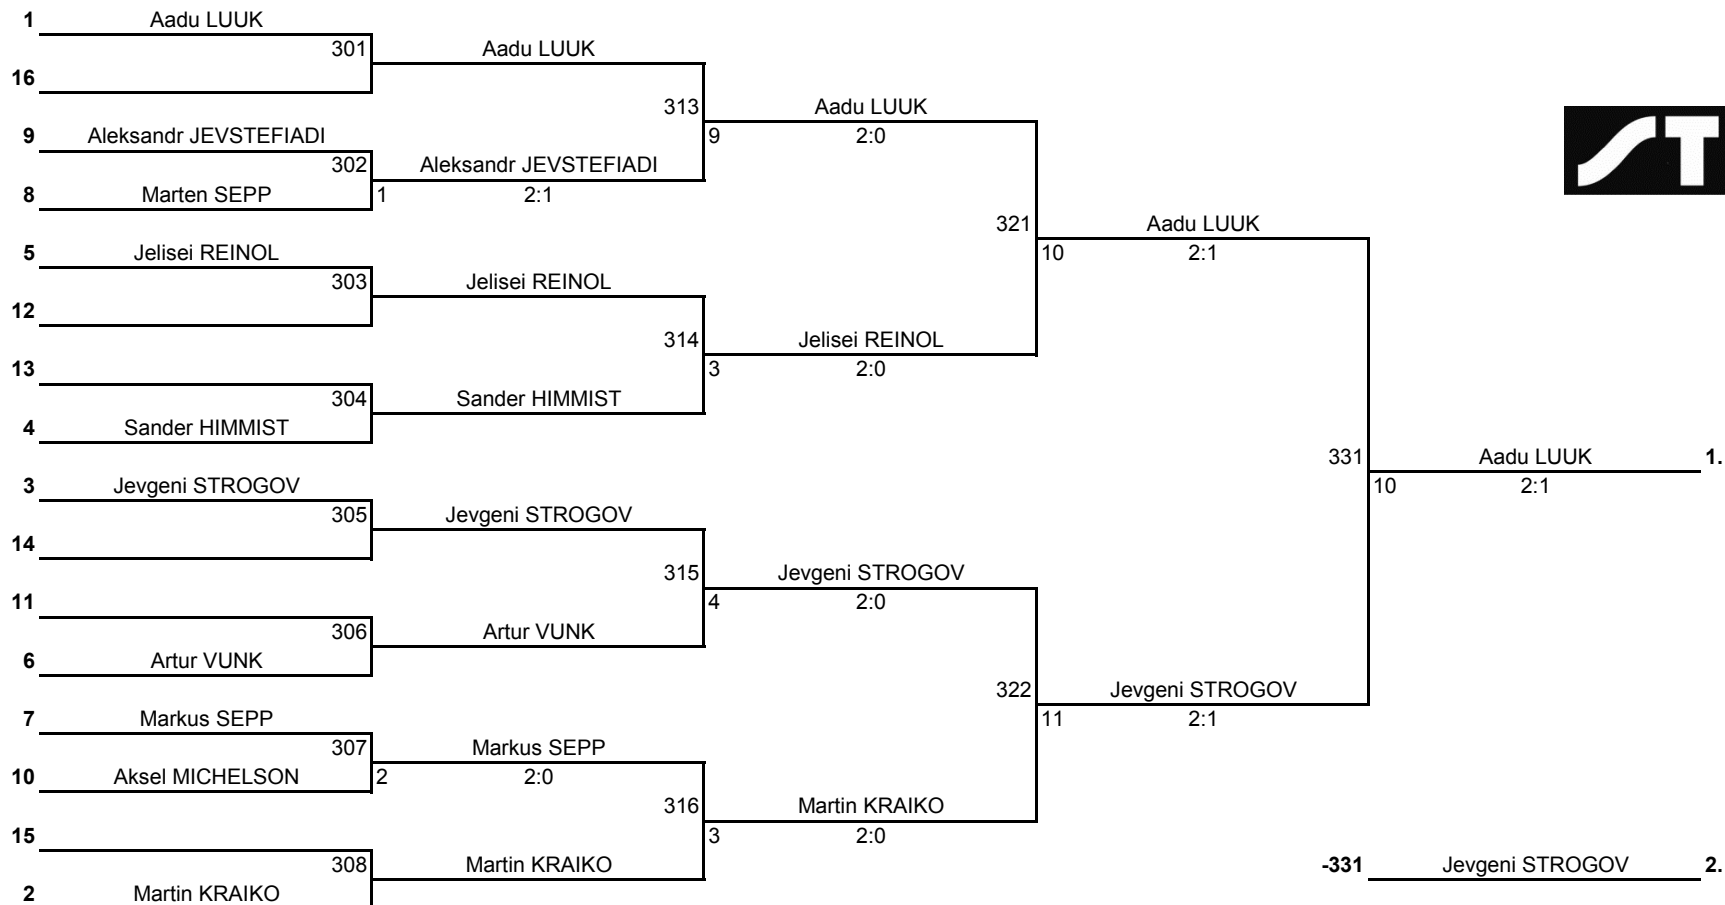 1 Aadu LUUK
301 Aadu LUUK
16
313 Aadu LUUK
9 Aleksandr JEVSTEFIADI 9 2:0
302 Aleksandr JEVSTEFIADI
8 Marten SEPP 1 2:1
ST
321 Aadu LUUK
5 Jelisei REINOL 10 2:1
303 Jelisei REINOL
12
314 Jelisei REINOL
13 3 2:0
304 Sander HIMMIST
4 Sander HIMMIST
331 Aadu LUUK 1.
3 Jevgeni STROGOV 10 2:1
305 Jevgeni STROGOV
14
315 Jevgeni STROGOV
11 4 2:0
306 Artur VUNK
6 Artur VUNK
322 Jevgeni STROGOV
7 Markus SEPP 11 2:1
307 Markus SEPP
10 Aksel MICHELSON 2 2:0
316 Martin KRAIKO
15 3 2:0
308 Martin KRAIKO -331 Jevgeni STROGOV 2.
2 Martin KRAIKO